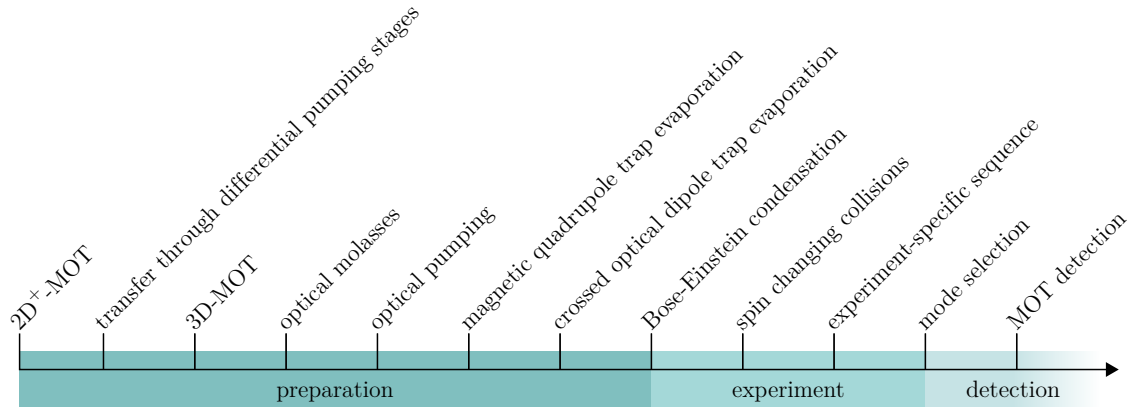 2D⁺-MOT
transfer through differential pumping stages
3D-MOT
optical molasses
optical pumping
magnetic quadrupole trap evaporation
crossed optical dipole trap evaporation
Bose-Einstein condensation
spin changing collisions
experiment-specific sequence
mode selection
MOT detection
preparation
experiment
detection